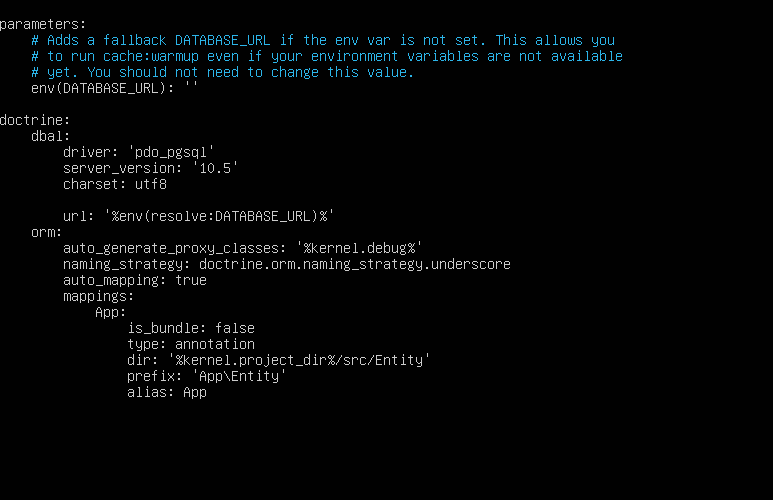 parameters:
    # Adds a fallback DATABASE_URL if the env var is not set. This allows you
    # to run cache:warmup even if your environment variables are not available
    # yet. You should not need to change this value.
    env(DATABASE_URL): ''

doctrine:
    dbal:
        driver: 'pdo_pgsql'
        server_version: '10.5'
        charset: utf8

        url: '%env(resolve:DATABASE_URL)%'
    orm:
        auto_generate_proxy_classes: '%kernel.debug%'
        naming_strategy: doctrine.orm.naming_strategy.underscore
        auto_mapping: true
        mappings:
            App:
                is_bundle: false
                type: annotation
                dir: '%kernel.project_dir%/src/Entity'
                prefix: 'App\Entity'
                alias: App